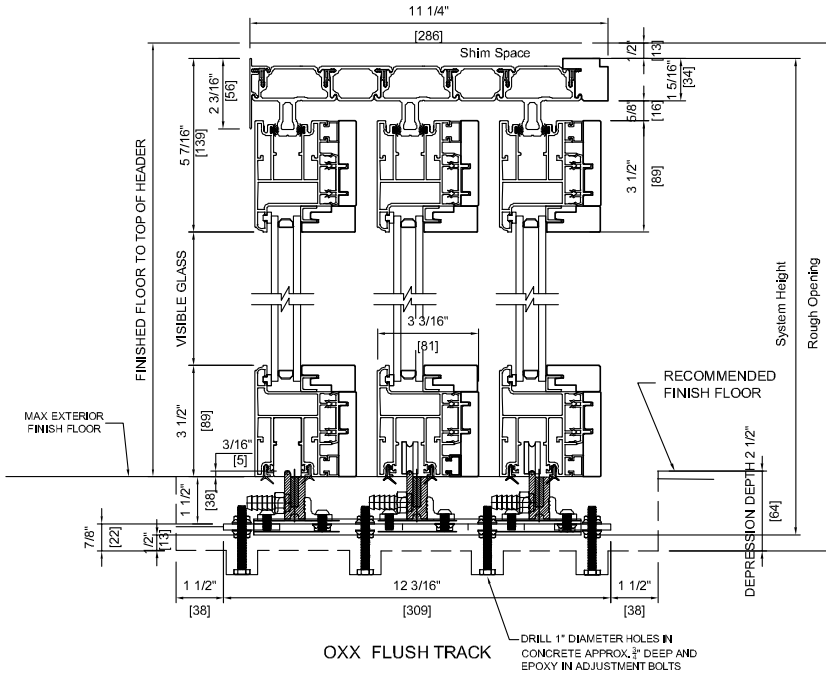 11 1/4"
[286]
Shim Space
1/2"
[13]
2 3/16"
[56]
1 5/16"
[34]
5/8"
[16]
5 7/16"
[139]
3 1/2"
[89]
FINISHED FLOOR TO TOP OF HEADER
VISIBLE GLASS
System Height
Rough Opening
3 3/16"
[81]
RECOMMENDED
FINISH FLOOR
MAX EXTERIOR
FINISH FLOOR
3 1/2"
[89]
3/16"
[5]
1 1/2"
[38]
DEPRESSION DEPTH 2 1/2"
[64]
7/8"
[22]
1/2"
[13]
1 1/2"
[38]
12 3/16"
[309]
1 1/2"
[38]
OXX FLUSH TRACK
DRILL 1" DIAMETER HOLES IN
CONCRETE APPROX. DEEP AND
EPOXY IN ADJUSTMENT BOLTS